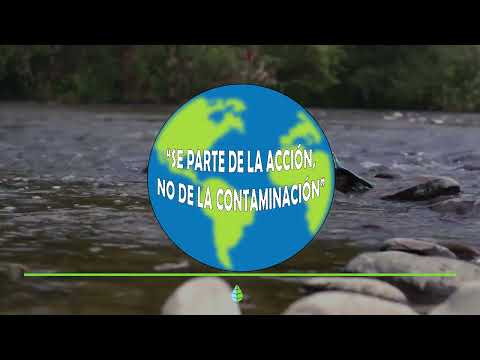 “SE PARTE DE LA ACCIÓN,
NO DE LA CONTAMINACIÓN”